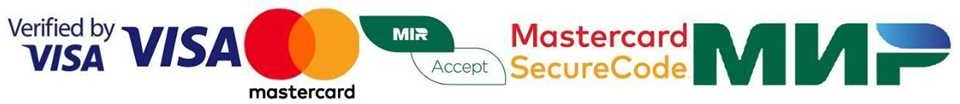 Verified by
VISA
VISA
mastercard
MIR
Accept
Mastercard
SecureCode
МИР